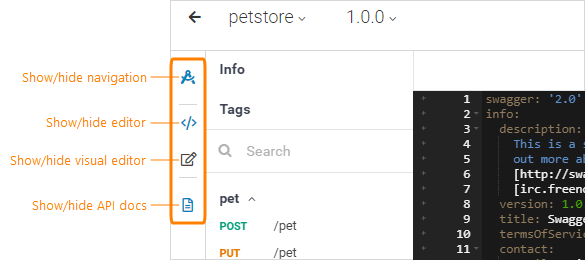 petstore 1.0.0
Show/hide navigation
Show/hide editor
Show/hide visual editor
Show/hide API docs
Info
Tags
Search
pet
POST /pet
PUT /pet
1 swagger: '2.0'
2 info:
3 description:
4 This is a s
5 out more ab
6 [http://swa
7 [irc.freeno
8 version: 1.0
9 title: Swagge
10 termsOfServic
11 contact: